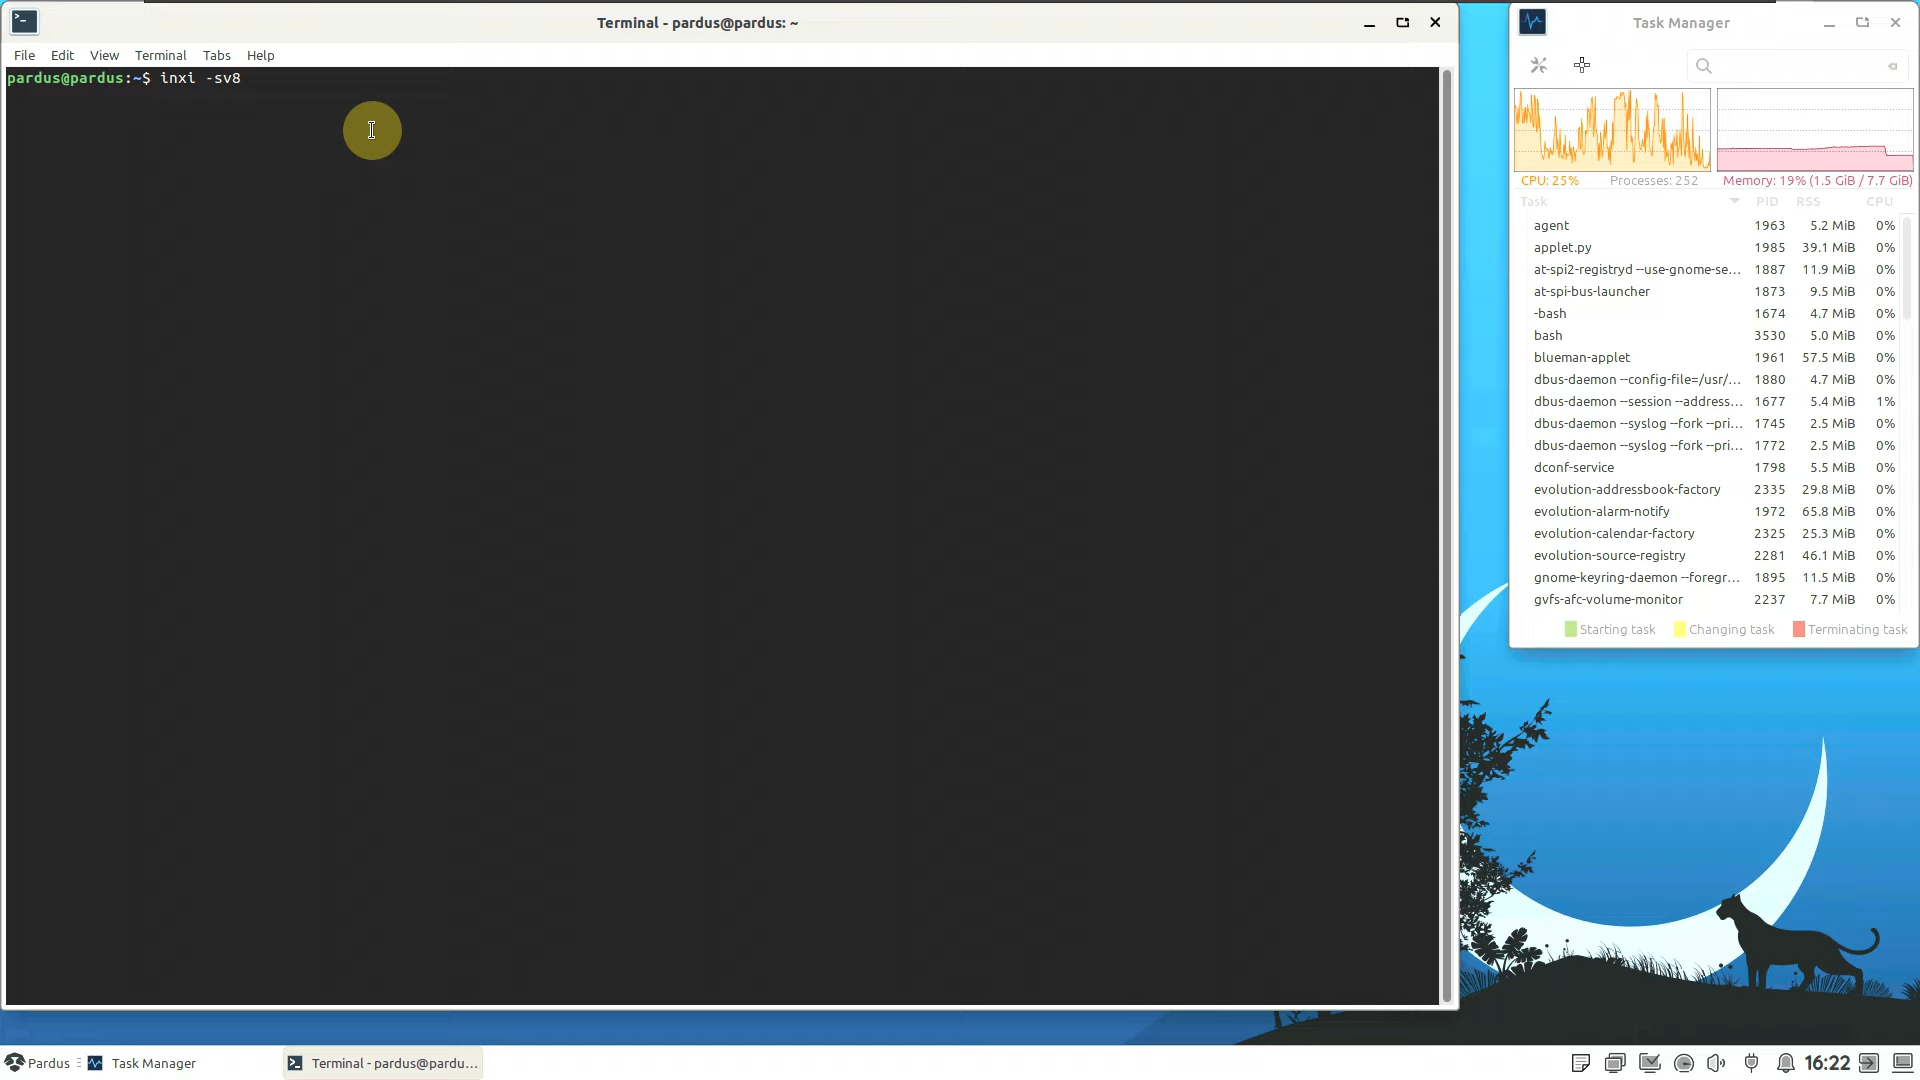 Terminal - pardus@pardus: ~
File Edit View Terminal Tabs Help
pardus@pardus:~$ inxi -sv8
Task Manager
CPU: 25% Processes: 252 Memory: 19% (1.5 GiB / 7.7 GiB)
Task PID RSS CPU
agent 1963 5.2 MiB 0%
applet.py 1985 39.1 MiB 0%
at-spi2-registryd --use-gnome-se... 1887 11.9 MiB 0%
at-spi-bus-launcher 1873 9.5 MiB 0%
-bash 1674 4.7 MiB 0%
bash 3530 5.0 MiB 0%
blueman-applet 1961 57.5 MiB 0%
dbus-daemon --config-file=/usr/... 1880 4.7 MiB 0%
dbus-daemon --session --address... 1677 5.4 MiB 1%
dbus-daemon --syslog --fork --pri... 1745 2.5 MiB 0%
dbus-daemon --syslog --fork --pri... 1772 2.5 MiB 0%
dconf-service 1798 5.5 MiB 0%
evolution-addressbook-factory 2335 29.8 MiB 0%
evolution-alarm-notify 1972 65.8 MiB 0%
evolution-calendar-factory 2325 25.3 MiB 0%
evolution-source-registry 2281 46.1 MiB 0%
gnome-keyring-daemon --foregr... 1895 11.5 MiB 0%
gvfs-afc-volume-monitor 2237 7.7 MiB 0%
Starting task Changing task Terminating task
Pardus Task Manager Terminal - pardus@pardu... 16:22